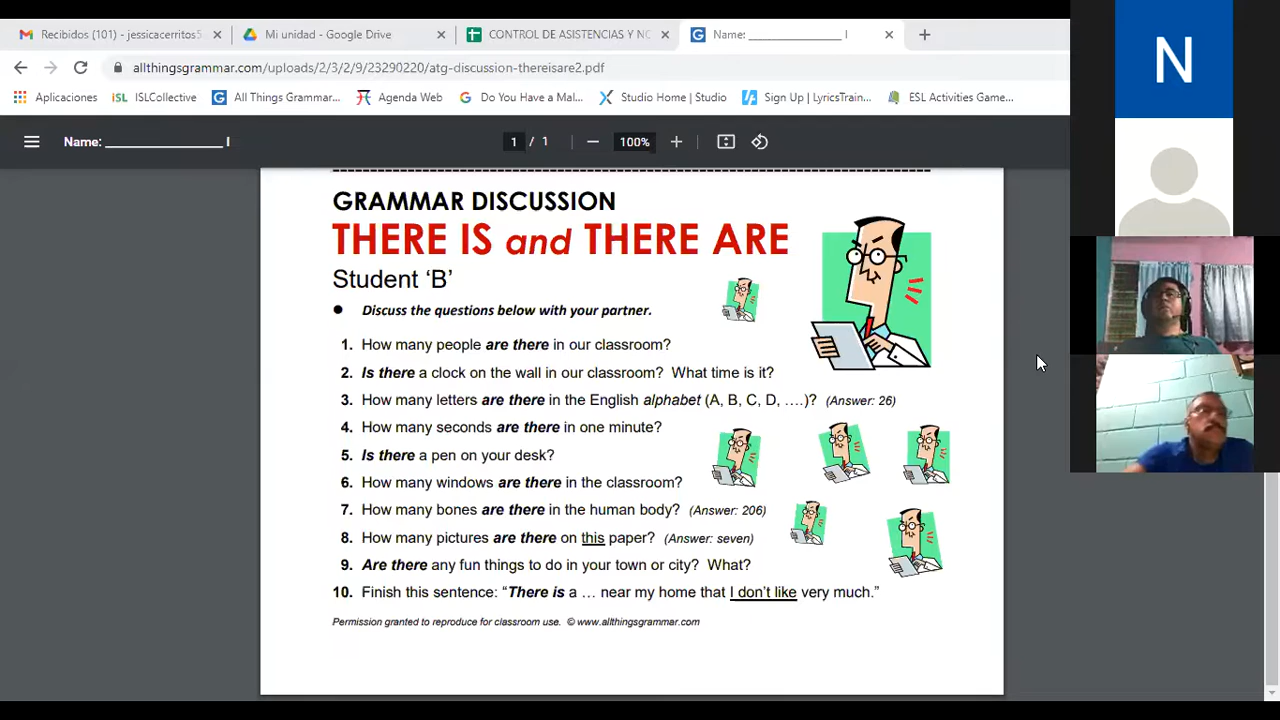 Recibidos (101) - jessicacerritos5
Mi unidad - Google Drive
CONTROL DE ASISTENCIAS Y NC
Name: _________________ I
allthingsgrammar.com/uploads/2/3/2/9/23290220/atg-discussion-thereisare2.pdf
Aplicaciones
iSL ISLCollective
All Things Grammar...
Agenda Web
Do You Have a Mal...
Studio Home | Studio
Sign Up | LyricsTrain...
ESL Activities Game...
Name: _________________ I
1 / 1
100%
N
GRAMMAR DISCUSSION
THERE IS and THERE ARE
Student ‘B’
● Discuss the questions below with your partner.
1. How many people are there in our classroom?
2. Is there a clock on the wall in our classroom? What time is it?
3. How many letters are there in the English alphabet (A, B, C, D, ….)? (Answer: 26)
4. How many seconds are there in one minute?
5. Is there a pen on your desk?
6. How many windows are there in the classroom?
7. How many bones are there in the human body? (Answer: 206)
8. How many pictures are there on this paper? (Answer: seven)
9. Are there any fun things to do in your town or city? What?
10. Finish this sentence: “There is a … near my home that I don’t like very much.”
Permission granted to reproduce for classroom use. © www.allthingsgrammar.com